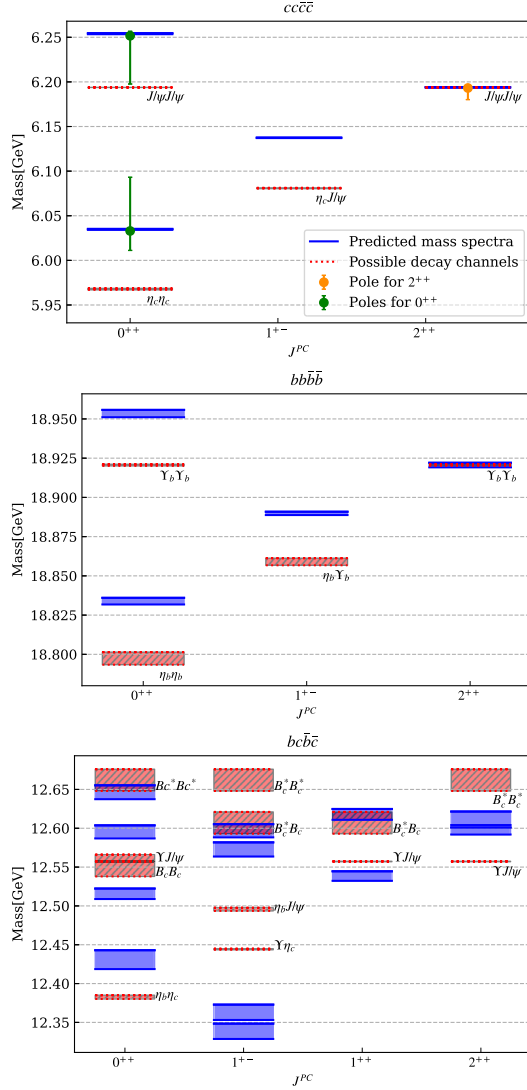 ccc̄c̄
6.25
6.20
6.15
6.10
6.05
6.00
5.95
Mass[GeV]
J/ψJ/ψ
J/ψJ/ψ
η_cJ/ψ
η_cη_c
Predicted mass spectra
Possible decay channels
Pole for 2⁺⁺
Poles for 0⁺⁺
0⁺⁺ 1⁺⁻ 2⁺⁺
J^{PC}
bbb̄b̄
18.950
18.925
18.900
18.875
18.850
18.825
18.800
Mass[GeV]
Υ_bΥ_b
Υ_bΥ_b
η_bΥ_b
η_bη_b
0⁺⁺ 1⁺⁻ 2⁺⁺
J^{PC}
bcb̄c̄
12.65
12.60
12.55
12.50
12.45
12.40
12.35
Mass[GeV]
Bc*Bc*
B_c*B_c*
B_c*B_c*
B_c*B_c
B_c*B_c
ΥJ/ψ
ΥJ/ψ
ΥJ/ψ
B_cB_c
η_bJ/ψ
Υη_c
η_bη_c
0⁺⁺ 1⁺⁻ 1⁺⁺ 2⁺⁺
J^{PC}